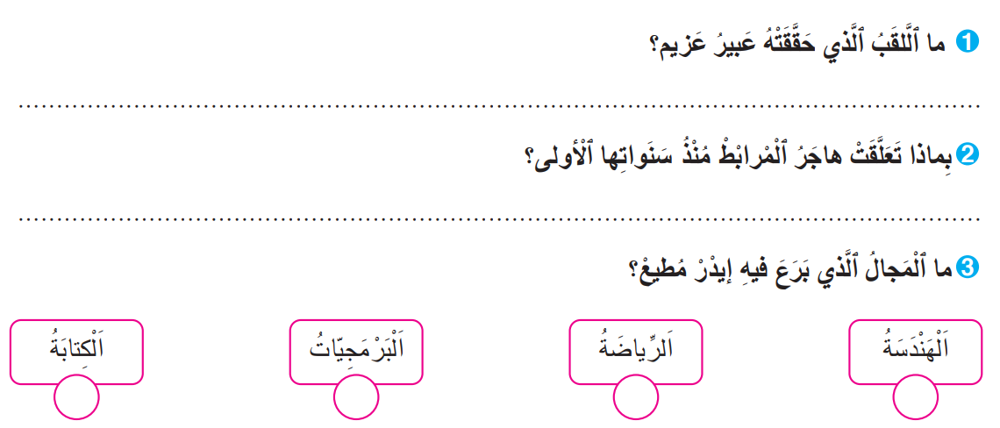 1 ما ٱللَّقَبُ ٱلَّذي حَقَّقَتْهُ عَبيرُ عَزيم؟
................................................................
2 بِماذا تَعَلَّقَتْ هاجَرُ ٱلْمْرابْطْ مُنْذُ سَنَواتِها ٱلْأولى؟
................................................................
3 ما ٱلْمَجالُ ٱلَّذي بَرَعَ فيهِ إيدْرْ مُطيعْ؟
اَلْهَنْدَسَةُ اَلرِّياضَةُ اَلْبَرْمَجِيّاتُ اَلْكِتابَةُ